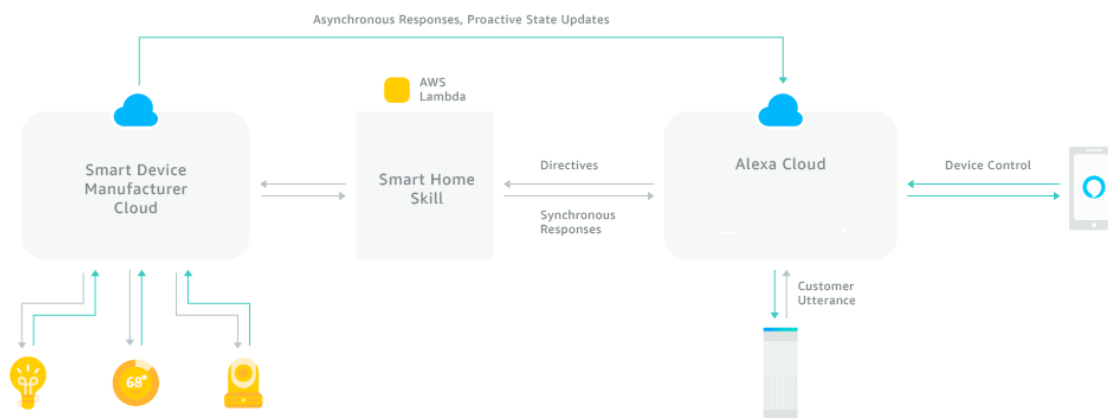 Asynchronous Responses, Proactive State Updates
AWS
Lambda
Smart Device
Manufacturer
Cloud
Smart Home
Skill
Directives
Synchronous
Responses
Alexa Cloud
Device Control
Customer
Utterance
68°